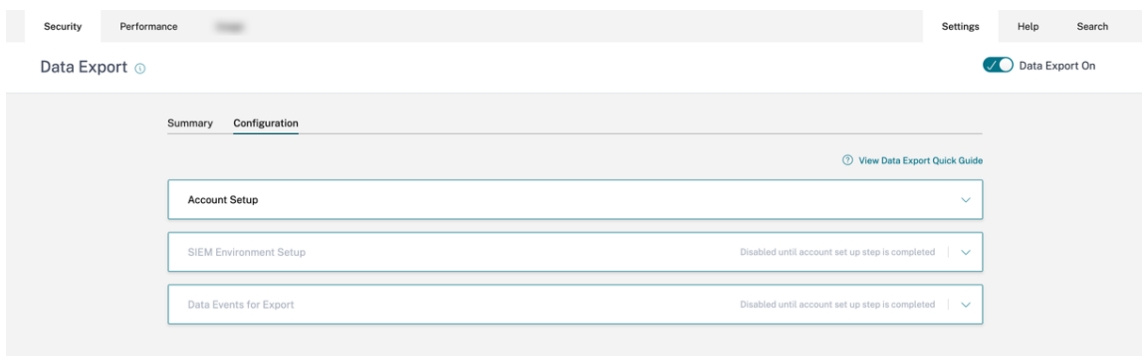 Security Performance Settings Help Search
Data Export Data Export On
Summary Configuration
View Data Export Quick Guide
Account Setup
SIEM Environment Setup Disabled until account set up step is completed
Data Events for Export Disabled until account set up step is completed